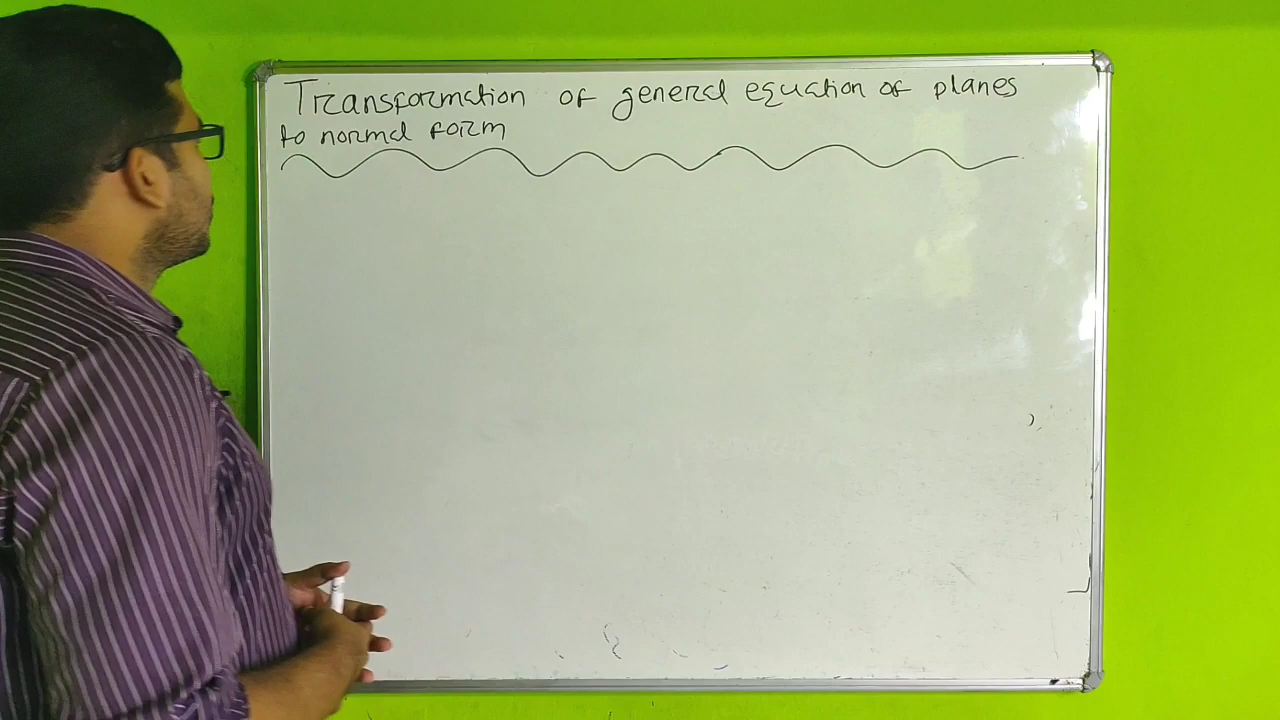 Transformation of general equation of planes
to normal form